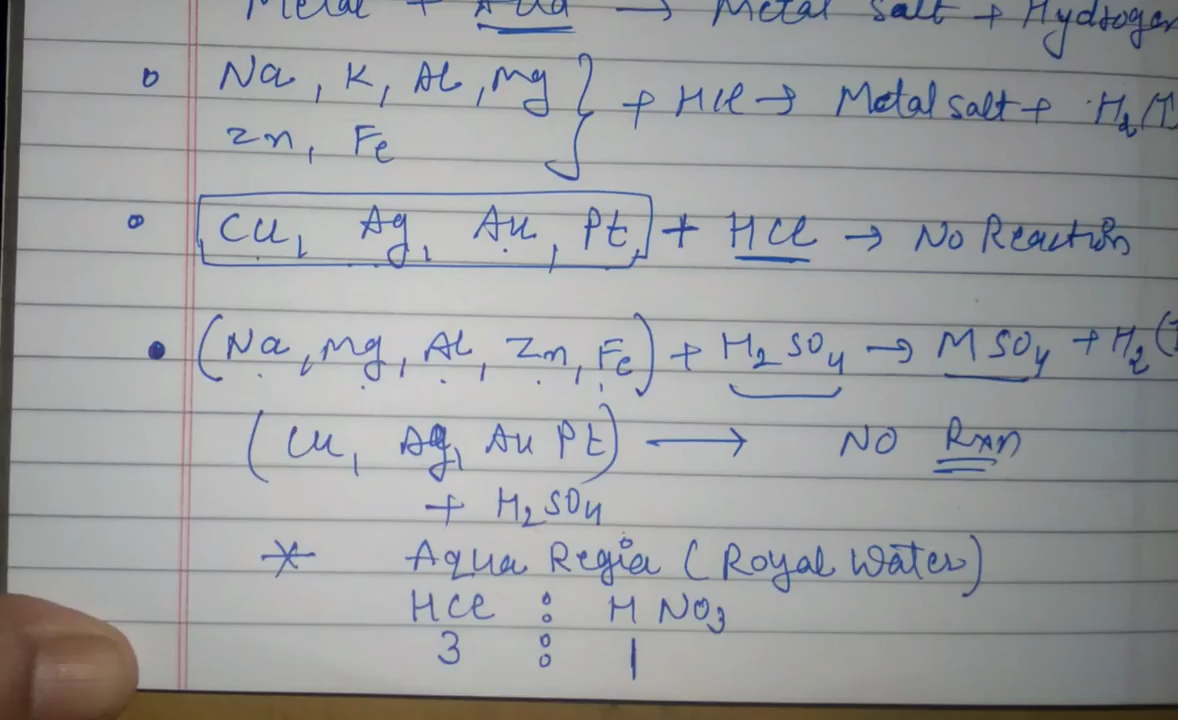 Metal + Acid → Metal Salt + Hydrogen
Na, K, Al, Mg } + HCl → Metal salt + H₂(↑
Zn, Fe
Cu, Ag, Au, Pt, + HCl → No Reaction
(Na, Mg, Al, Zn, Fe) + H₂SO₄ → MSO₄ + H₂(↑
(Cu, Ag, Au Pt) → NO Rxn
+ H₂SO₄
* Aqua Regia (Royal Water)
HCl : HNO₃
3 : 1